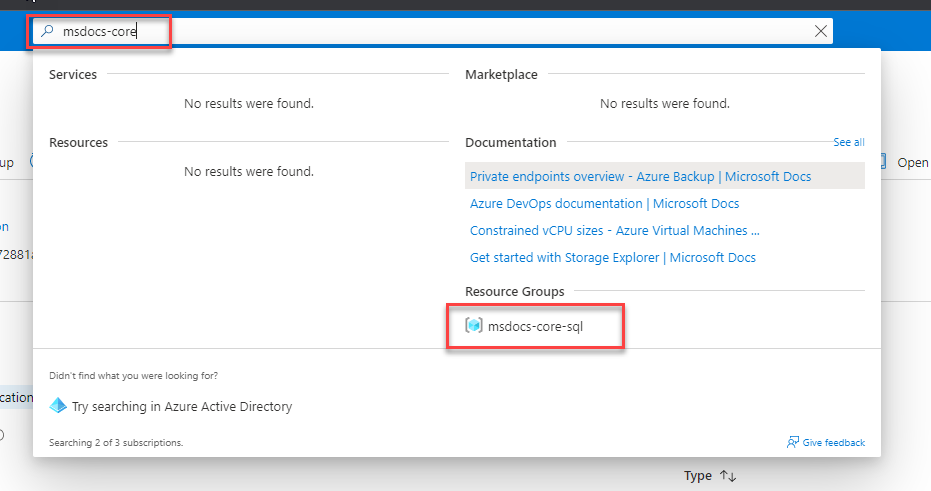 msdocs-core
Services
No results were found.
Resources
No results were found.
Marketplace
No results were found.
Documentation
See all
Private endpoints overview - Azure Backup | Microsoft Docs
Azure DevOps documentation | Microsoft Docs
Constrained vCPU sizes - Azure Virtual Machines ...
Get started with Storage Explorer | Microsoft Docs
Resource Groups
msdocs-core-sql
Didn't find what you were looking for?
Try searching in Azure Active Directory
Searching 2 of 3 subscriptions.
Give feedback
up
Open
on
72881a
cation
Type ↑↓